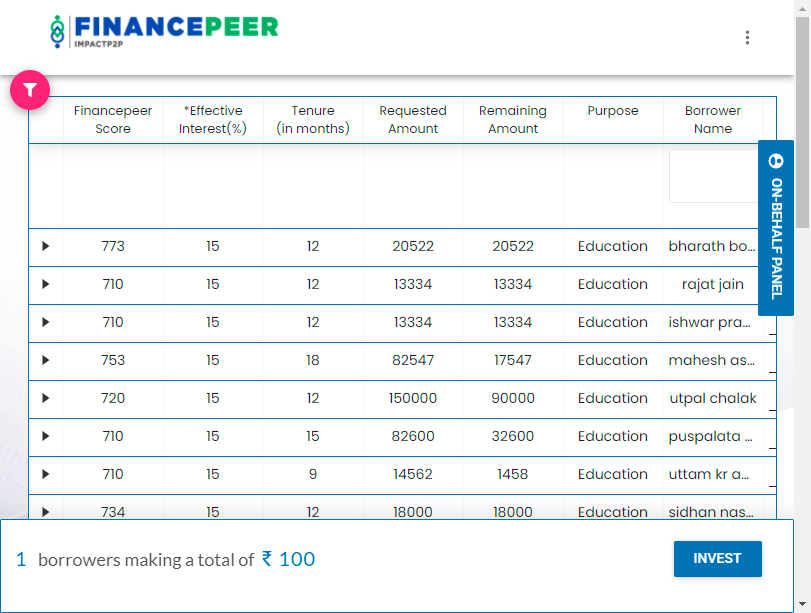 FINANCEPEER
IMPACTP2P
Financepeer Score *Effective Interest(%) Tenure (in months) Requested Amount Remaining Amount Purpose Borrower Name
ON-BEHALF PANEL
773 15 12 20522 20522 Education bharath bo...
710 15 12 13334 13334 Education rajat jain
710 15 12 13334 13334 Education ishwar pra...
753 15 18 82547 17547 Education mahesh as...
720 15 12 150000 90000 Education utpal chalak
710 15 15 82600 32600 Education puspalata ...
710 15 9 14562 1458 Education uttam kr a...
734 15 12 18000 18000 Education sidhan nas...
1 borrowers making a total of ₹ 100
INVEST